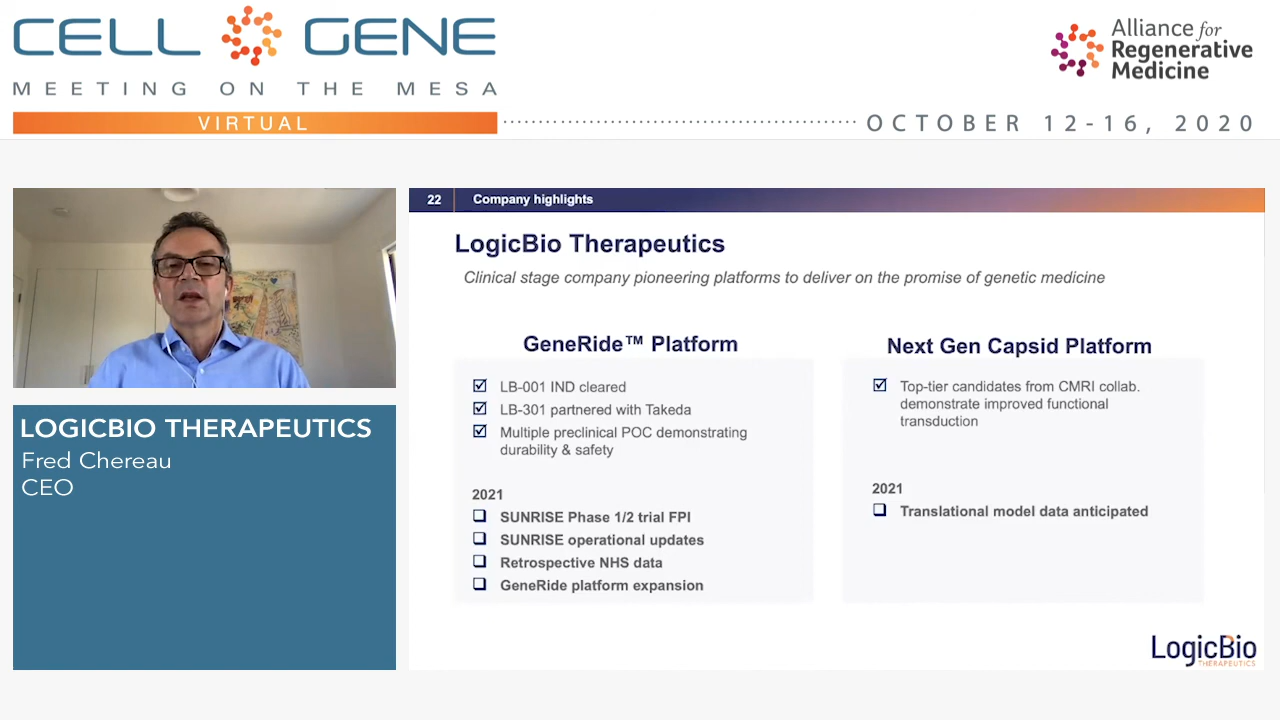 CELL GENE
MEETING ON THE MESA
VIRTUAL
Alliance for
Regenerative
Medicine
OCTOBER 12-16, 2020
LOGICBIO THERAPEUTICS
Fred Chereau
CEO
22 Company highlights
LogicBio Therapeutics
Clinical stage company pioneering platforms to deliver on the promise of genetic medicine
GeneRide™ Platform
LB-001 IND cleared
LB-301 partnered with Takeda
Multiple preclinical POC demonstrating
durability & safety
2021
SUNRISE Phase 1/2 trial FPI
SUNRISE operational updates
Retrospective NHS data
GeneRide platform expansion
Next Gen Capsid Platform
Top-tier candidates from CMRI collab.
demonstrate improved functional
transduction
2021
Translational model data anticipated
LogicBio
THERAPEUTICS